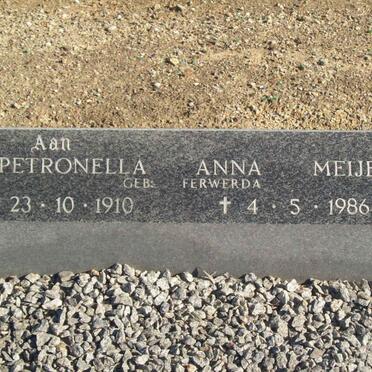 Aan
PETRONELLA ANNA MEIJE
GEB: FERWERDA
23 · 10 · 1910 † 4 · 5 · 1986